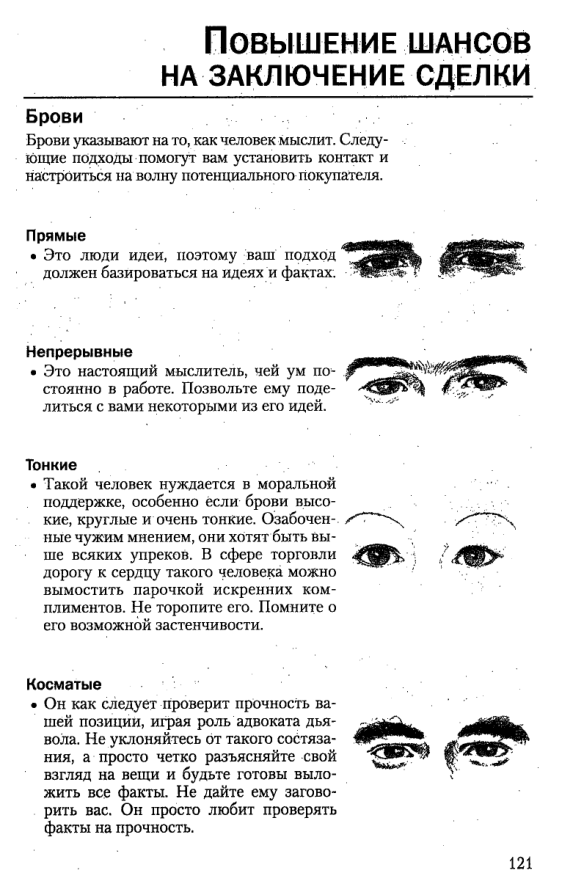 Повышение шансов
на заключение сделки
Брови
Брови указывают на то, как человек мыслит. Следу-
ющие подходы помогут вам установить контакт и
настроиться на волну потенциального покупателя.
Прямые
• Это люди идеи, поэтому ваш подход
должен базироваться на идеях и фактах.
Непрерывные
• Это настоящий мыслитель, чей ум по-
стоянно в работе. Позвольте ему поде-
литься с вами некоторыми из его идей.
Тонкие
• Такой человек нуждается в моральной
поддержке, особенно если брови высо-
кие, круглые и очень тонкие. Озабочен-
ные чужим мнением, они хотят быть вы-
ше всяких упреков. В сфере торговли
дорогу к сердцу такого человека можно
вымостить парочкой искренних ком-
плиментов. Не торопите его. Помните о
его возможной застенчивости.
Косматые
• Он как следует проверит прочность ва-
шей позиции, играя роль адвоката дья-
вола. Не уклоняйтесь от такого состяза-
ния, а просто четко разъясняйте свой
взгляд на вещи и будьте готовы выло-
жить все факты. Не дайте ему загово-
рить вас. Он просто любит проверять
факты на прочность.
121